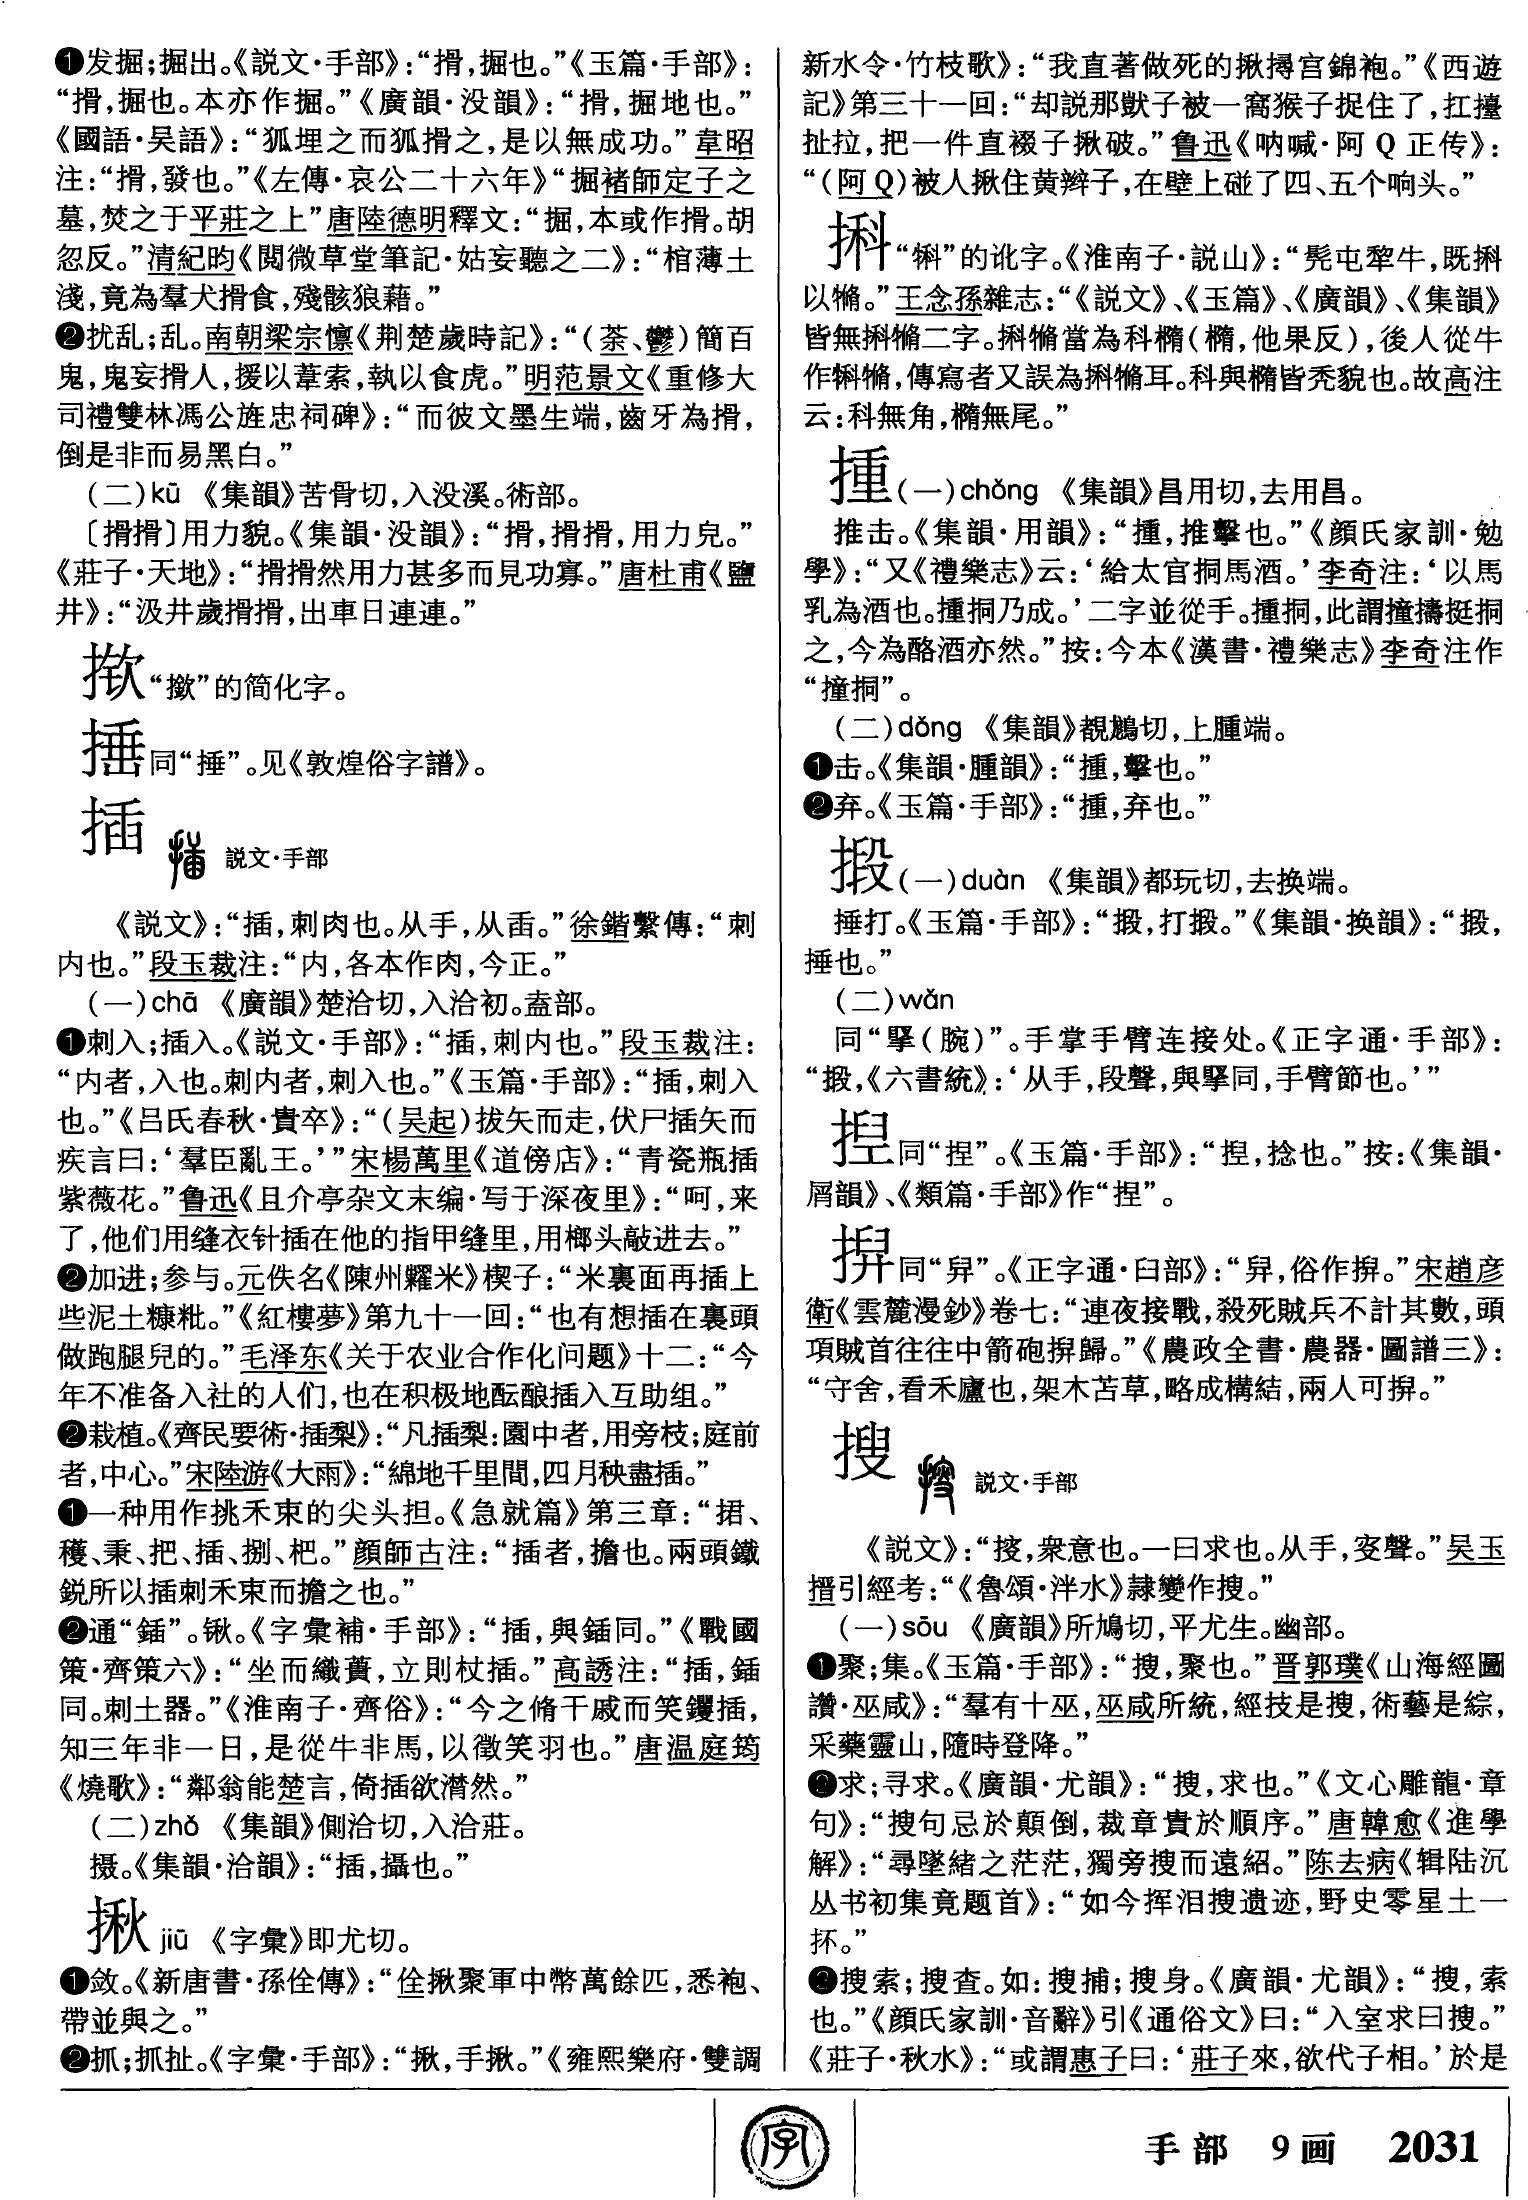 ❶发掘;掘出。《説文·手部》:“搰,掘也。”《玉篇·手部》:
“搰,掘也。本亦作掘。”《廣韻·没韻》:“搰,掘地也。”
《國語·吴語》:“狐埋之而狐搰之,是以無成功。”韋昭
注:“搰,發也。”《左傳·哀公二十六年》“掘褚師定子之
墓,焚之于平莊之上”唐陸德明釋文:“掘,本或作搰。胡
忽反。”清紀昀《閲微草堂筆記·姑妄聽之二》:“棺薄土
淺,竟為羣犬搰食,殘骸狼藉。”
❷扰乱;乱。南朝梁宗懔《荆楚歲時記》:“(荼、鬱)簡百
鬼,鬼妄搰人,援以葦索,執以食虎。”明范景文《重修大
司禮雙林馮公旌忠祠碑》:“而彼文墨生端,齒牙為搰,
倒是非而易黑白。”
(二)kū 《集韻》苦骨切,入没溪。術部。
〔搰搰〕用力貌。《集韻·没韻》:“搰,搰搰,用力皃。”
《莊子·天地》:“搰搰然用力甚多而見功寡。”唐杜甫《鹽
井》:“汲井歲搰搰,出車日連連。”
揿“撳”的简化字。
同“捶”。见《敦煌俗字譜》。
插 説文·手部
《説文》:“插,刺肉也。从手,从臿。”徐鍇繫傳:“刺
内也。”段玉裁注:“内,各本作肉,今正。”
(一)chā 《廣韻》楚洽切,入洽初。盍部。
❶刺入;插入。《説文·手部》:“插,刺内也。”段玉裁注:
“内者,入也。刺内者,刺入也。”《玉篇·手部》:“插,刺入
也。”《吕氏春秋·貴卒》:“(吴起)拔矢而走,伏尸插矢而
疾言曰:‘羣臣亂王。’”宋楊萬里《道傍店》:“青瓷瓶插
紫薇花。”鲁迅《且介亭杂文末编·写于深夜里》:“呵,来
了,他们用缝衣针插在他的指甲缝里,用榔头敲进去。”
❷加进;参与。元佚名《陳州糶米》楔子:“米裏面再插上
些泥土糠粃。”《紅樓夢》第九十一回:“也有想插在裏頭
做跑腿兒的。”毛泽东《关于农业合作化问题》十二:“今
年不准备入社的人们,也在积极地酝酿插入互助组。”
❷栽植。《齊民要術·插梨》:“凡插梨:園中者,用旁枝;庭前
者,中心。”宋陸游《大雨》:“綿地千里間,四月秧盡插。”
❶一种用作挑禾束的尖头担。《急就篇》第三章:“捃、
穫、秉、把、插、捌、杷。”顔師古注:“插者,擔也。兩頭鐵
鋭所以插刺禾束而擔之也。”
❷通“鍤”。锹。《字彙補·手部》:“插,與鍤同。”《戰國
策·齊策六》:“坐而織蕢,立則杖插。”高誘注:“插,鍤
同。刺土器。”《淮南子·齊俗》:“今之脩干戚而笑钁插,
知三年非一日,是從牛非馬,以徵笑羽也。”唐温庭筠
《燒歌》:“鄰翁能楚言,倚插欲潸然。”
(二)zhǎ 《集韻》側洽切,入洽莊。
摄。《集韻·洽韻》:“插,攝也。”
揪jiū 《字彙》即尤切。
❶敛。《新唐書·孫佺傳》:“佺揪聚軍中幣萬餘匹,悉袍、
帶並與之。”
❷抓;抓扯。《字彙·手部》:“揪,手揪。”《雍熙樂府·雙調
新水令·竹枝歌》:“我直著做死的揪撏宫錦袍。”《西遊
記》第三十一回:“却説那獃子被一窩猴子捉住了,扛擡
扯拉,把一件直裰子揪破。”鲁迅《呐喊·阿Q正传》:
“(阿Q)被人揪住黄辫子,在壁上碰了四、五个响头。”
㨋“犐”的讹字。《淮南子·説山》:“髡屯犂牛,既㨋
以㸌。”王念孫雜志:“《説文》、《玉篇》、《廣韻》、《集韻》
皆無㨋二字。當為科橢(橢,他果反),後人從牛
作犐,傳寫者又誤為耳。科與橢皆秃貌也。故高注
云:科無角,橢無尾。”
揰(一)chǒng 《集韻》昌用切,去用昌。
推击。《集韻·用韻》:“揰,推擊也。”《顔氏家訓·勉
學》:“又《禮樂志》云:‘給太官挏馬酒。’李奇注:‘以馬
乳為酒也。揰挏乃成。’二字並從手。揰挏,此謂撞擣挺挏
之,今為酪酒亦然。”按:今本《漢書·禮樂志》李奇注作
“撞挏”。
(二)dǒng 《集韻》覩鶇切,上腫端。
❶击。《集韻·腫韻》:“揰,擊也。”
❷弃。《玉篇·手部》:“揰,弃也。”
㨭(一)duàn 《集韻》都玩切,去换端。
捶打。《玉篇·手部》:“,打。”《集韻·换韻》:“,
捶也。”
(二)wǎn
同“掔(腕)”。手掌手臂连接处。《正字通·手部》:
“,《六書統》:‘从手,段聲,與掔同,手臂節也。’”
揑同“捏”。《玉篇·手部》:“揑,捻也。”按:《集韻·
屑韻》、《類篇·手部》作“捏”。
㨒同“舁”。《正字通·臼部》:“舁,俗作。”宋趙彦
衛《雲麓漫鈔》卷七:“連夜接戰,殺死賊兵不計其數,頭
項賊首往往中箭砲歸。”《農政全書·農器·圖譜三》:
“守舍,看禾廬也,架木苫草,略成構結,兩人可。”
搜 説文·手部
《説文》:“㨶,衆意也。一曰求也。从手,叜聲。”吴玉
搢引經考:“《魯頌·泮水》隸變作搜。”
(一)sōu 《廣韻》所鳩切,平尤生。幽部。
❶聚;集。《玉篇·手部》:“搜,聚也。”晋郭璞《山海經圖
讚·巫咸》:“羣有十巫,巫咸所統,經技是搜,術藝是綜,
采藥靈山,隨時登降。”
❷求;寻求。《廣韻·尤韻》:“搜,求也。”《文心雕龍·章
句》:“搜句忌於顛倒,裁章貴於順序。”唐韓愈《進學
解》:“尋墜緒之茫茫,獨旁搜而遠紹。”陈去病《辑陆沉
丛书初集竟题首》:“如今挥泪搜遗迹,野史零星土一
抔。”
❷搜索;搜查。如:搜捕;搜身。《廣韻·尤韻》:“搜,索
也。”《顔氏家訓·音辭》引《通俗文》曰:“入室求曰搜。”
《莊子·秋水》:“或謂惠子曰:‘莊子來,欲代子相。’於是
字
手部 9画 2031